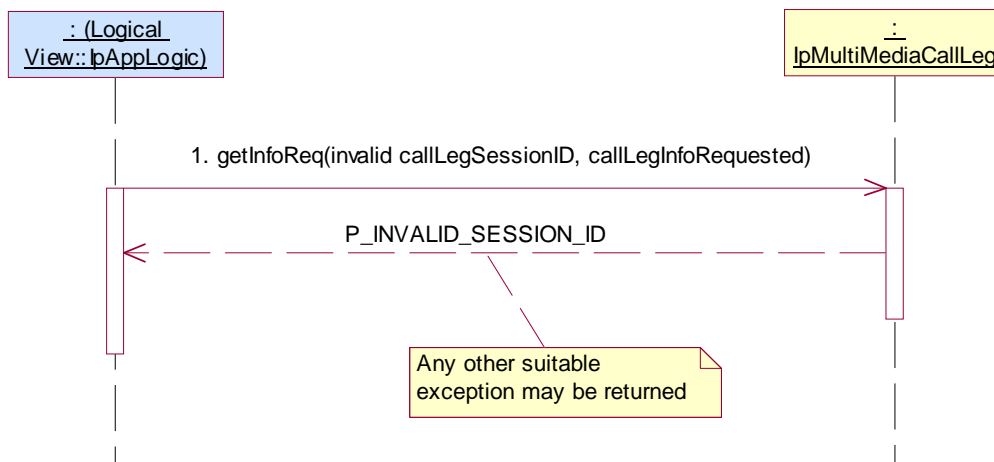 : (Logical
View::IpAppLogic)
:
IpMultiMediaCallLeg
1. getInfoReq(invalid callLegSessionID, callLegInfoRequested)
P_INVALID_SESSION_ID
Any other suitable
exception may be returned